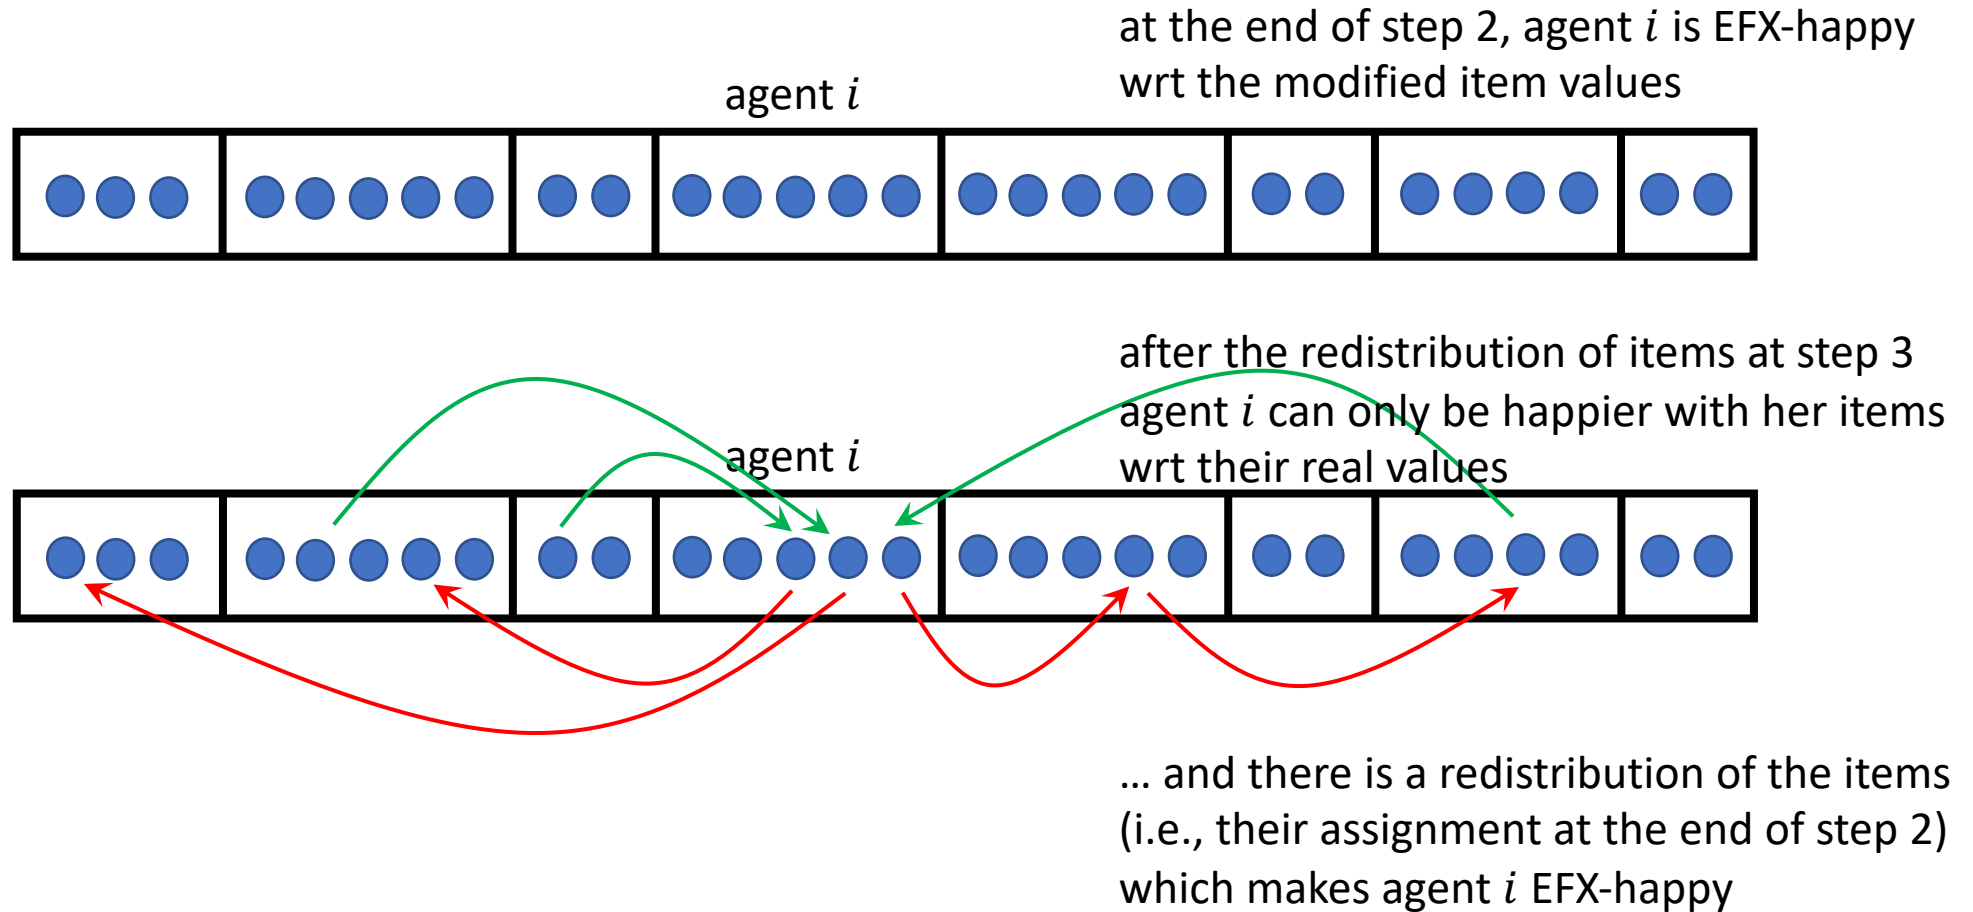 at the end of step 2, agent i is EFX-happy
wrt the modified item values
agent i
after the redistribution of items at step 3
agent i can only be happier with her items
wrt their real values
agent i
… and there is a redistribution of the items
(i.e., their assignment at the end of step 2)
which makes agent i EFX-happy